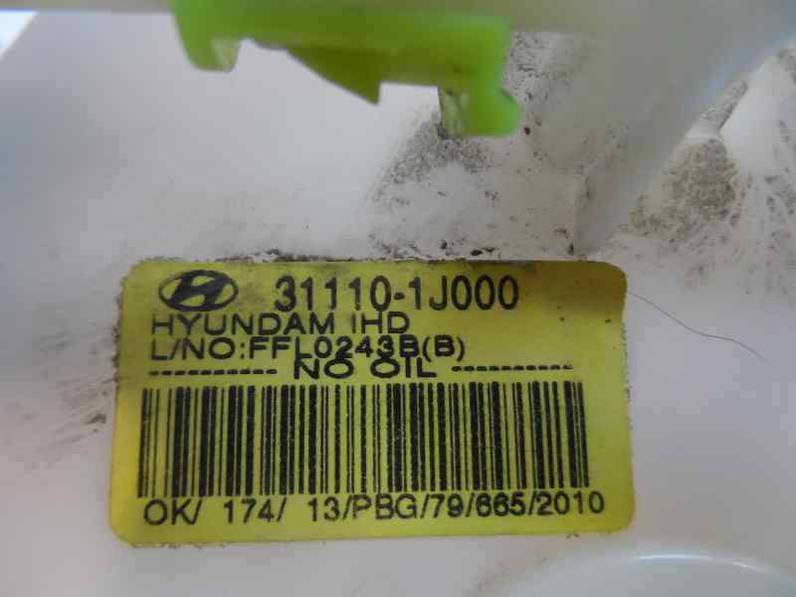 31110-1J000
HYUNDAM IHD
L/NO:FFL0243B(B)
---------- NO OIL ----------
OK/ 174/ 13/PBG/79/665/2010